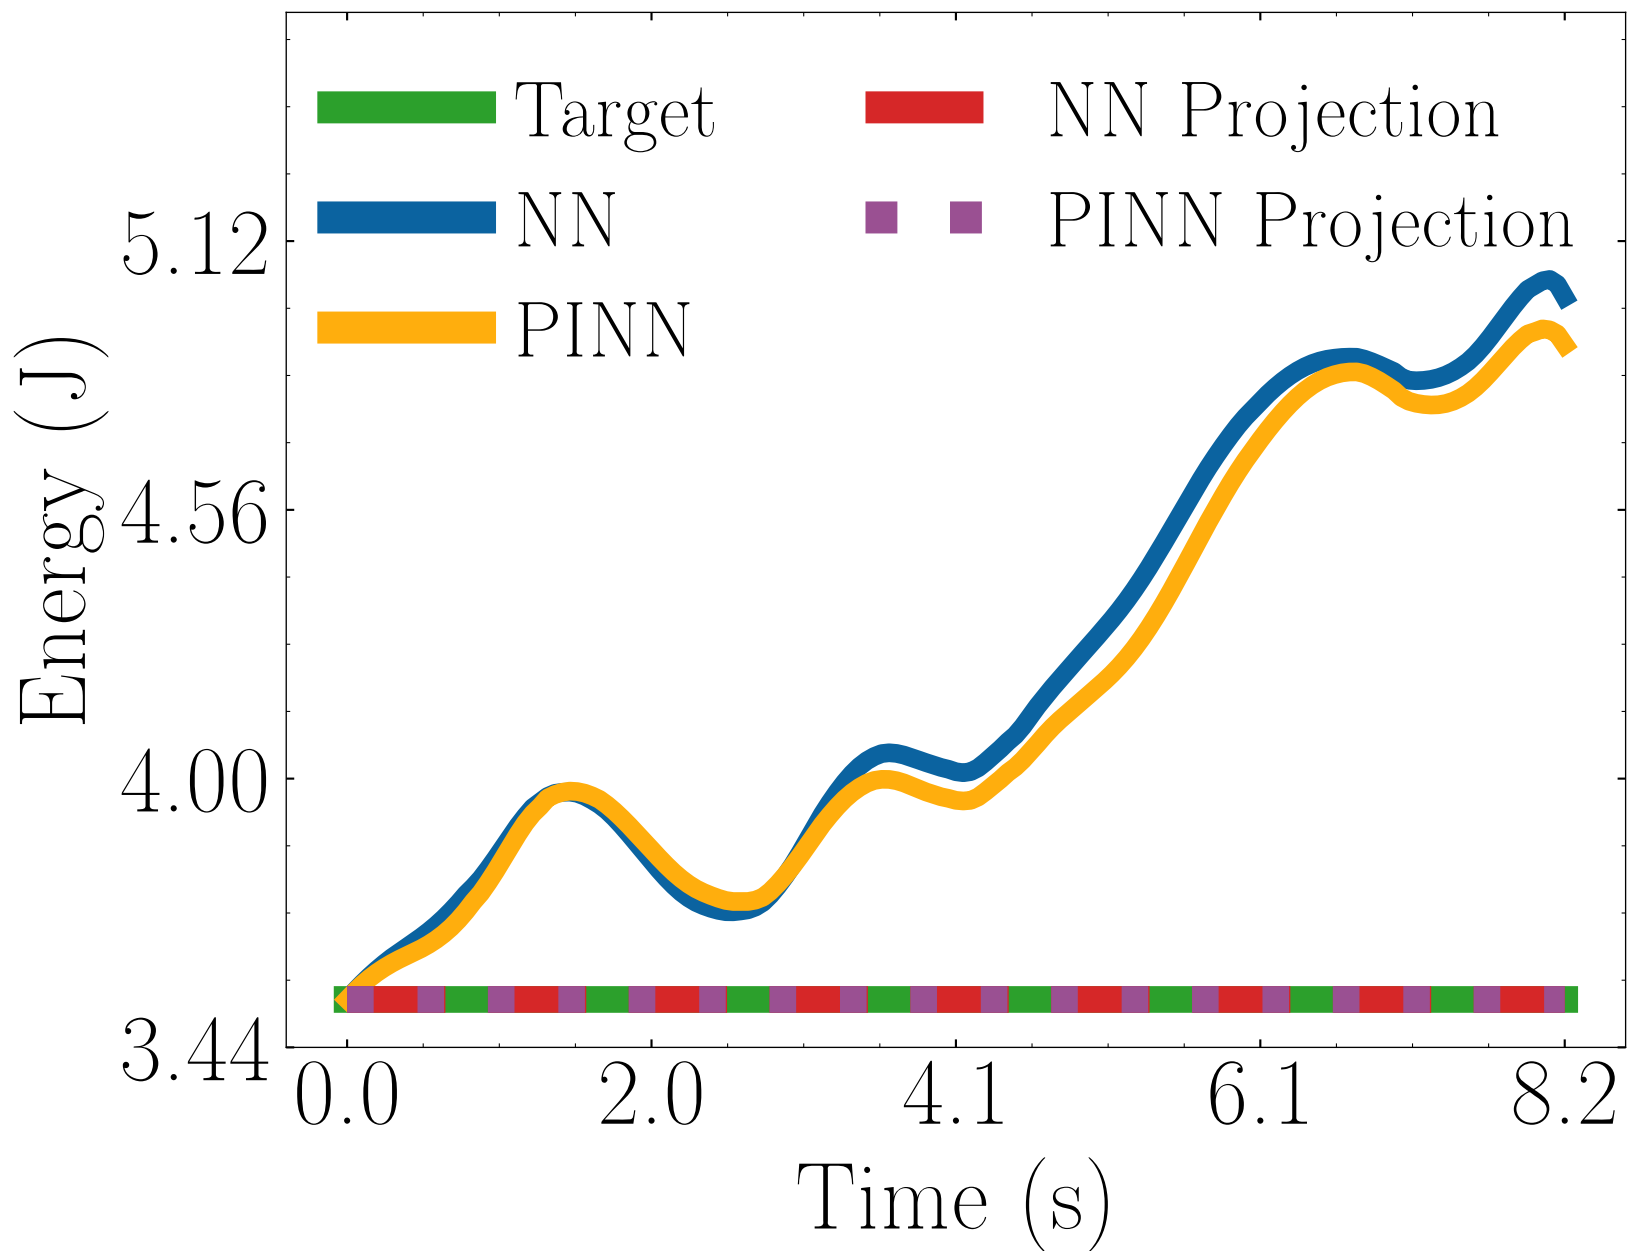 Target
NN
PINN
NN Projection
PINN Projection
Energy (J)
5.12
4.56
4.00
3.44
0.0 2.0 4.1 6.1 8.2
Time (s)